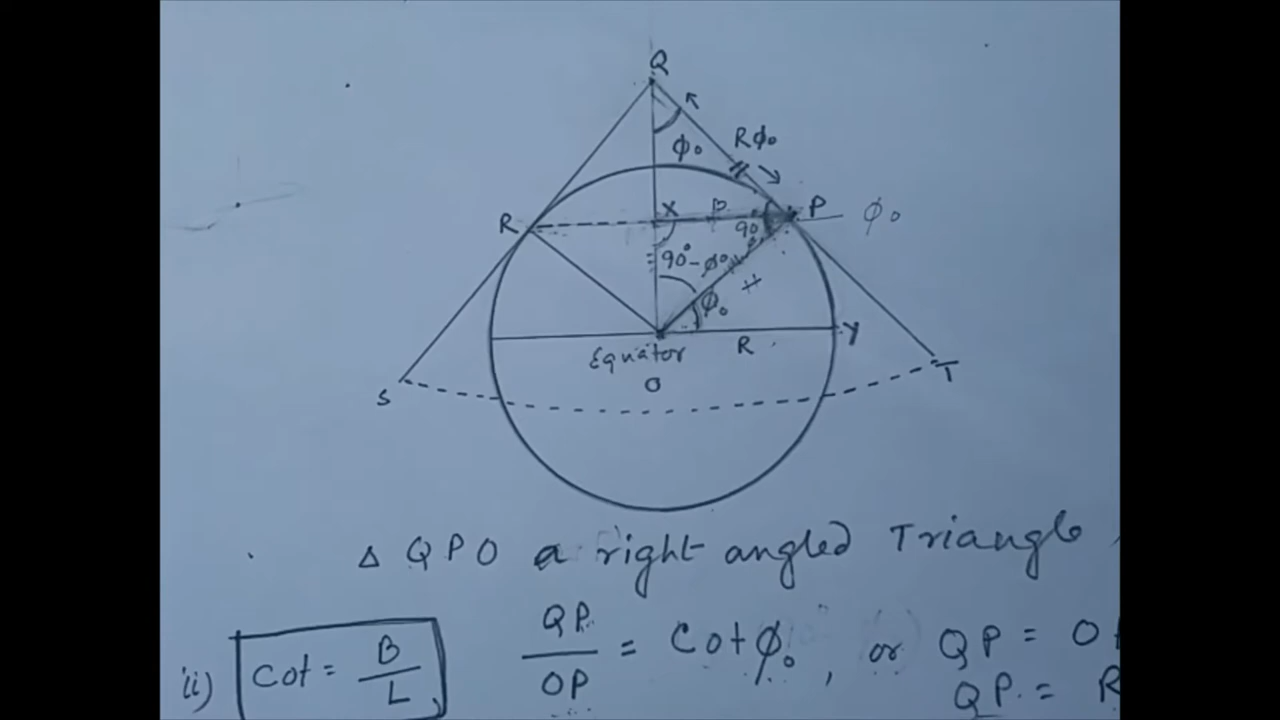 Q
Rϕ₀
ϕ₀
R X P P ϕ₀
90
90°-ϕ₀
ϕ₀
R Y
Equator
O
S T
Δ QPO a right angled Triangle
QP/OP = Cot ϕ₀, or QP = O
ii) Cot = B/L QP = R